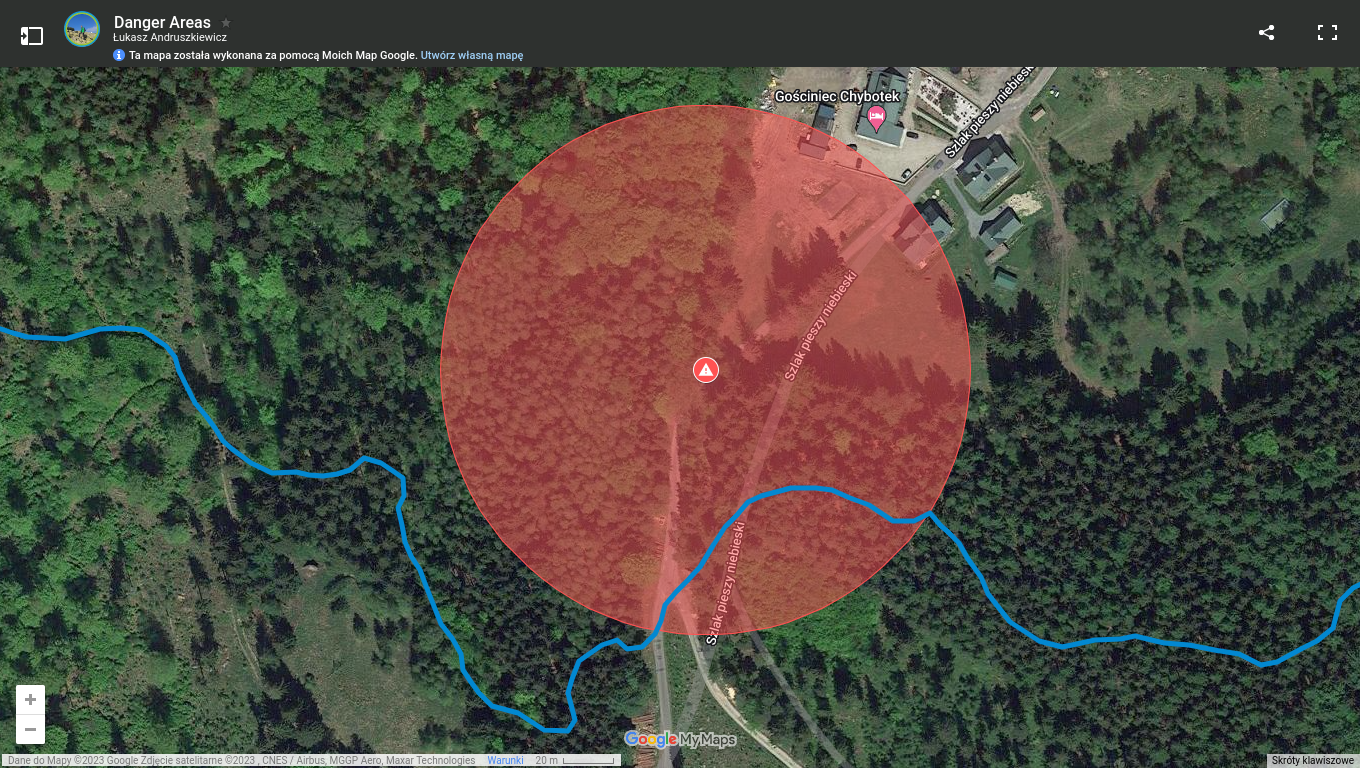 Danger Areas
Łukasz Andruszkiewicz
Ta mapa została wykonana za pomocą Moich Map Google. Utwórz własną mapę
Gościniec Chybotek
Szlak pieszy niebieski
Szlak pieszy niebieski
Szlak pieszy niebieski
Google My Maps
Dane do Mapy ©2023 Google Zdjęcie satelitarne ©2023 , CNES / Airbus, MGGP Aero, Maxar Technologies Warunki 20 m
Skróty klawiszowe